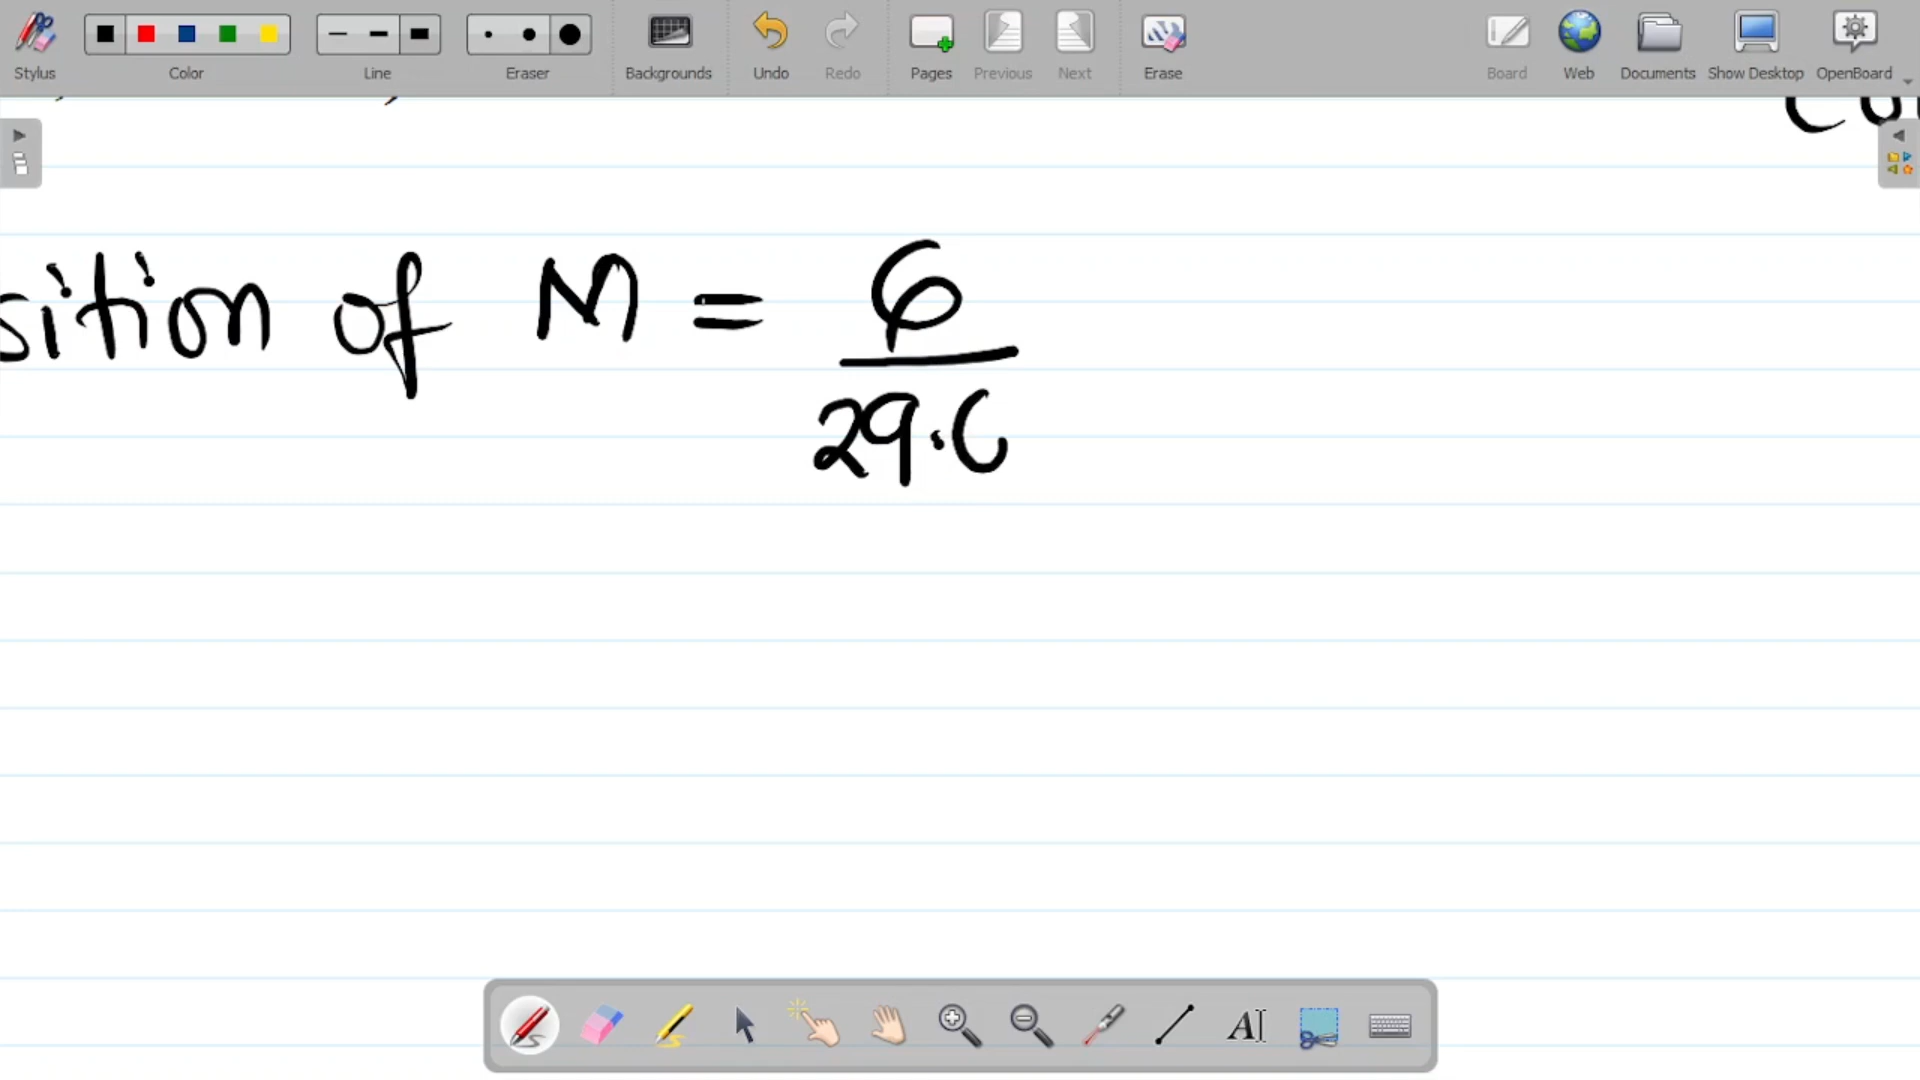 Stylus Color Line Eraser Backgrounds Undo Redo Pages Previous Next Erase Board Web Documents Show Desktop OpenBoard
sition of M = 6
29.0